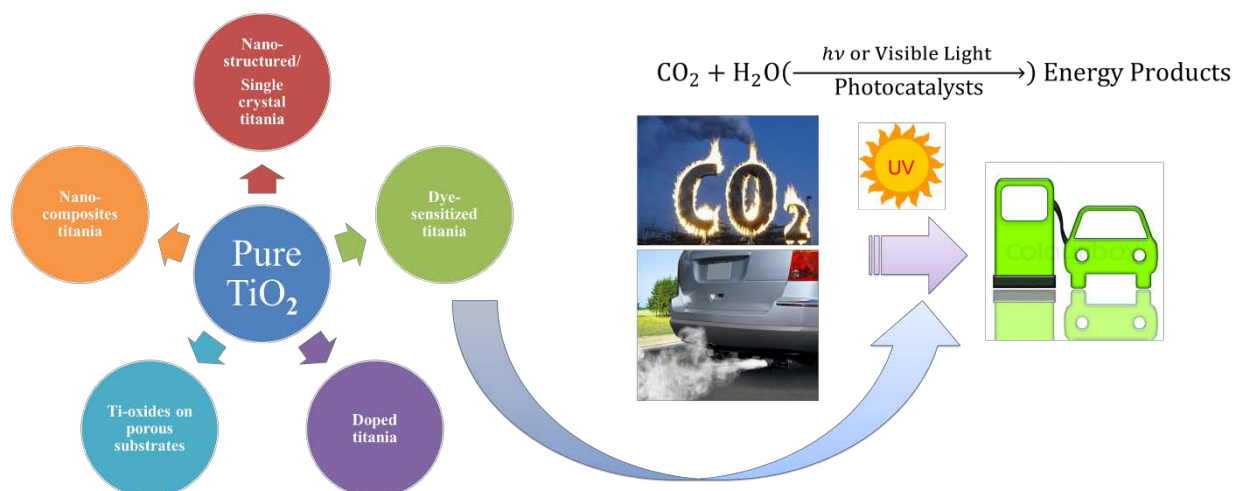 Nano-
structured/
Single
crystal
titania
Nano-
composites
titania
Dye-
sensitized
titania
Pure
TiO₂
Ti-oxides on
porous
substrates
Doped
titania
CO₂ + H₂O( ℎ𝜈 or Visible Light ⟶ Photocatalysts ) Energy Products
CO₂
UV